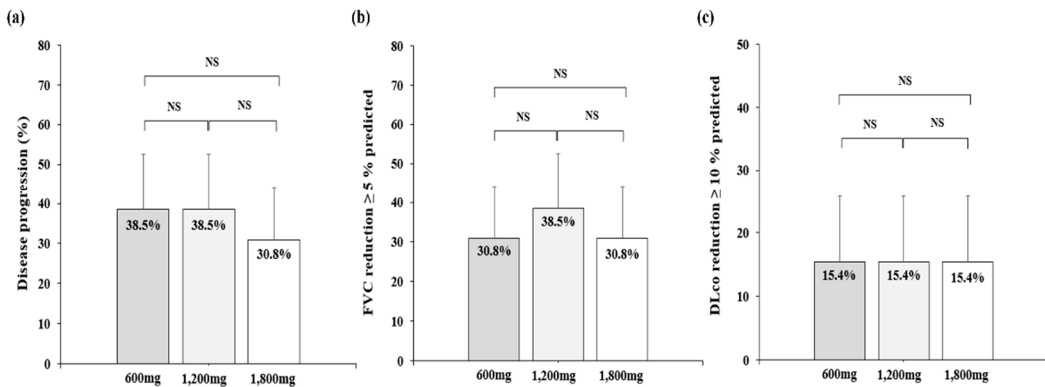 (a)
Disease progression (%)
80
70
60
50
40
30
20
10
0
NS
NS
NS
38.5%
38.5%
30.8%
600mg
1,200mg
1,800mg
(b)
FVC reduction ≥ 5 % predicted
80
70
60
50
40
30
20
10
0
NS
NS
NS
30.8%
38.5%
30.8%
600mg
1,200mg
1,800mg
(c)
DLco reduction ≥ 10 % predicted
50
40
30
20
10
0
NS
NS
NS
15.4%
15.4%
15.4%
600mg
1,200mg
1,800mg